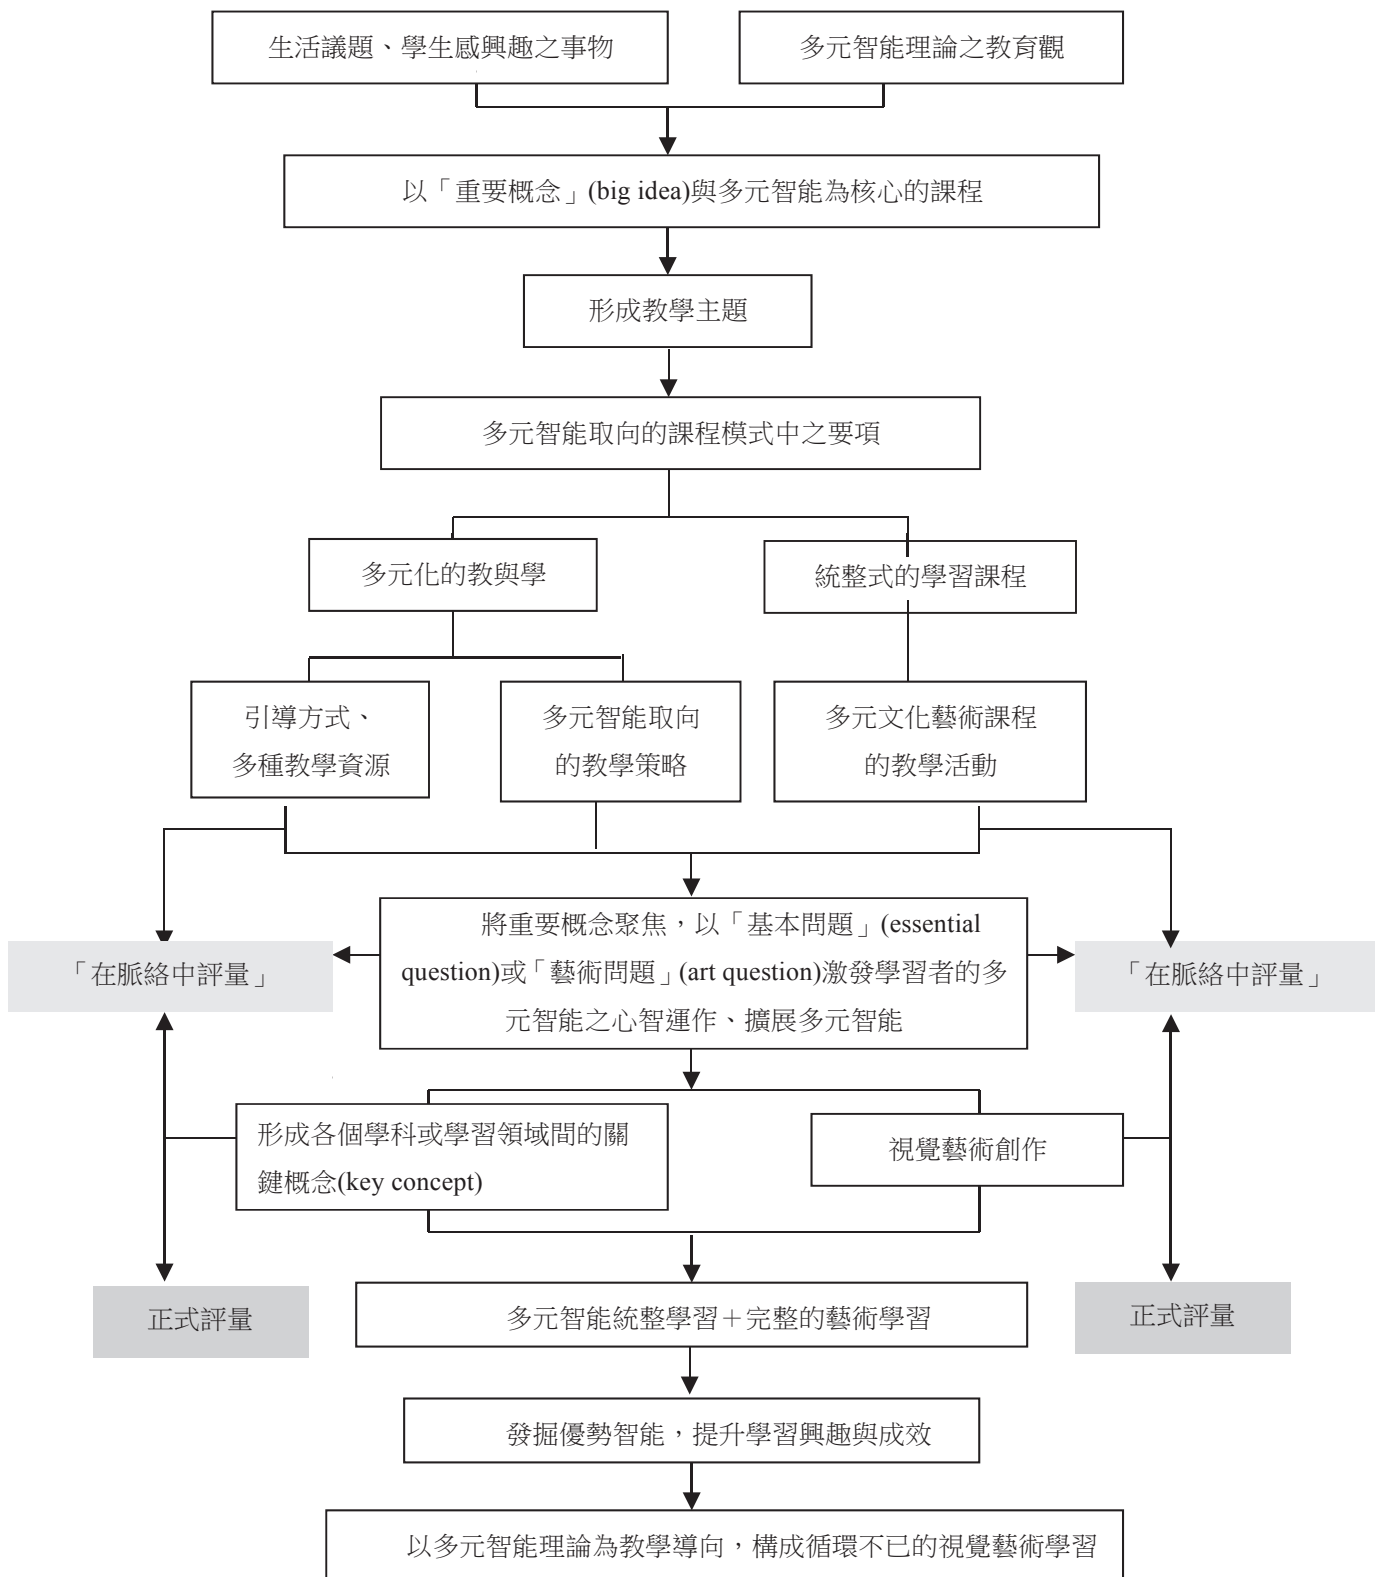 生活議題、學生感興趣之事物
多元智能理論之教育觀
以「重要概念」(big idea)與多元智能為核心的課程
形成教學主題
多元智能取向的課程模式中之要項
多元化的教與學
統整式的學習課程
引導方式、
多種教學資源
多元智能取向
的教學策略
多元文化藝術課程
的教學活動
將重要概念聚焦，以「基本問題」(essential
question)或「藝術問題」(art question)激發學習者的多
元智能之心智運作、擴展多元智能
「在脈絡中評量」
「在脈絡中評量」
形成各個學科或學習領域間的關
鍵概念(key concept)
視覺藝術創作
正式評量
正式評量
多元智能統整學習＋完整的藝術學習
發掘優勢智能，提升學習興趣與成效
以多元智能理論為教學導向，構成循環不已的視覺藝術學習